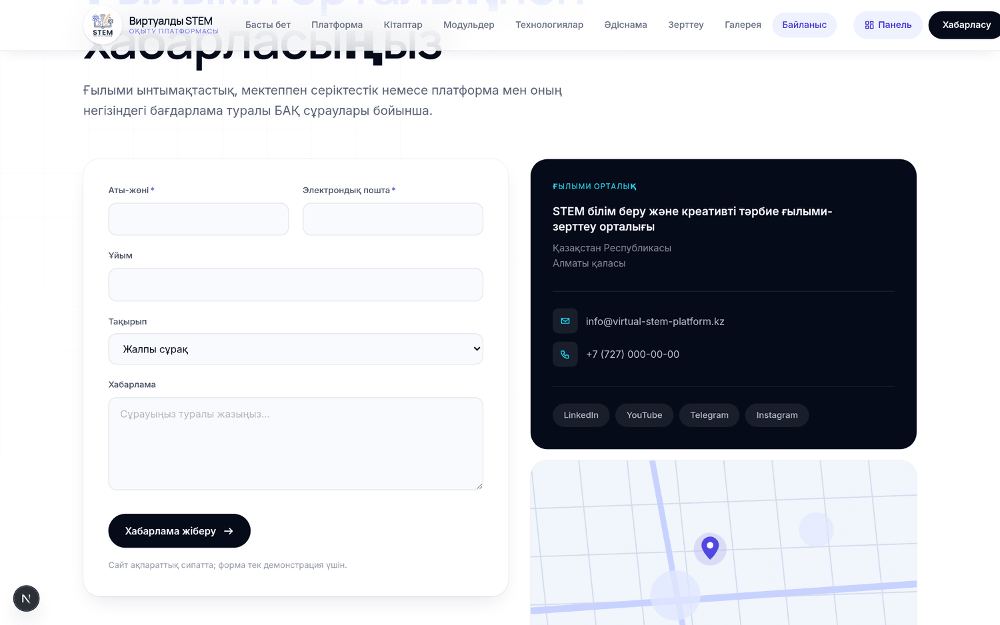 Виртуалды STEM
ОҚЫТУ ПЛАТФОРМАСЫ
STEM
Басты бет
Платформа
Кітаптар
Модульдер
Технологиялар
Әдіснама
Зерттеу
Галерея
Байланыс
Панель
Хабарласу
Хабарласыңыз
Ғылыми ынтымақтастық, мектеппен серіктестік немесе платформа мен оның
негізіндегі бағдарлама туралы БАҚ сұраулары бойынша.
Аты-жөні *
Электрондық пошта *
Ұйым
Тақырып
Жалпы сұрақ
Хабарлама
Сұрауыңыз туралы жазыңыз...
Хабарлама жіберу →
Сайт ақпараттық сипатта; форма тек демонстрация үшін.
ҒЫЛЫМИ ОРТАЛЫҚ
STEM білім беру және креативті тәрбие ғылыми-
зерттеу орталығы
Қазақстан Республикасы
Алматы қаласы
info@virtual-stem-platform.kz
+7 (727) 000-00-00
LinkedIn
YouTube
Telegram
Instagram
N